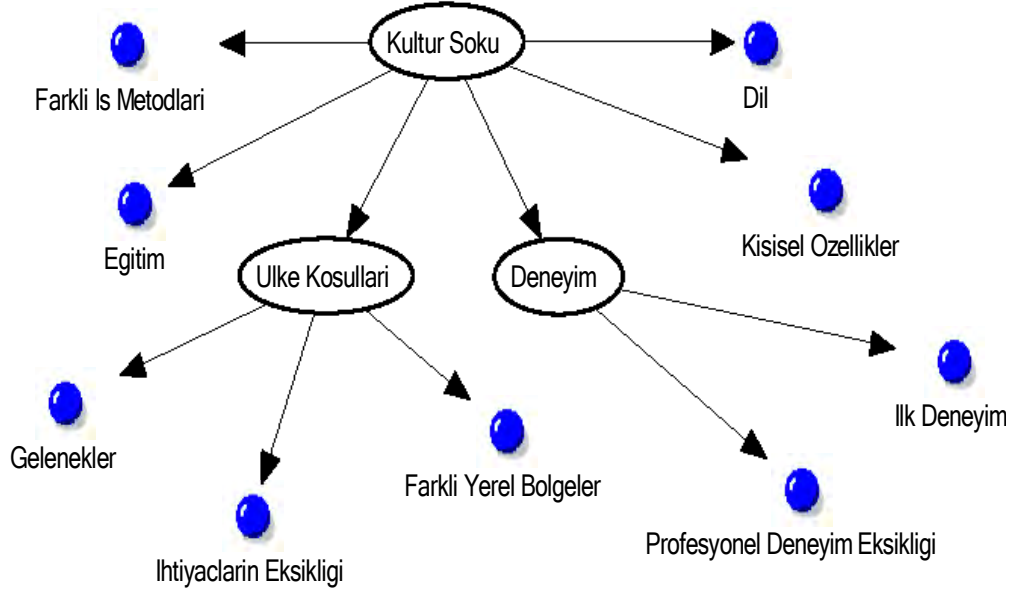 Kultur Soku
Farkli Is Metodlari
Dil
Egitim
Kisisel Ozellikler
Ulke Kosullari
Deneyim
Gelenekler
Ihtiyaclarin Eksikligi
Farkli Yerel Bolgeler
Profesyonel Deneyim Eksikligi
Ilk Deneyim